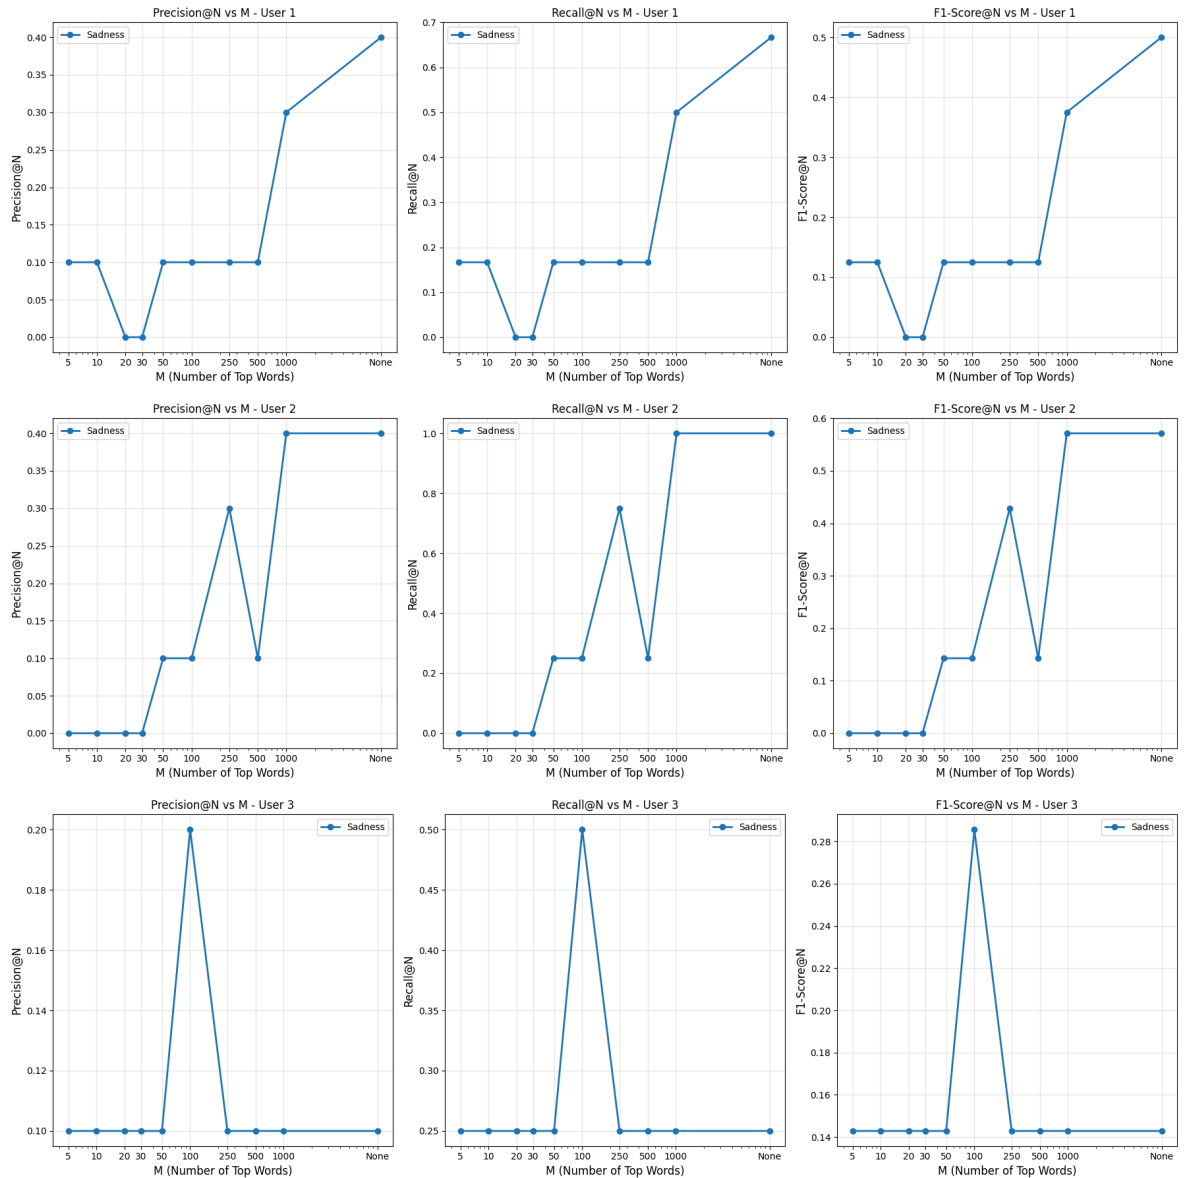 Precision@N vs M - User 1
Sadness
0.40
0.35
0.30
0.25
0.20
0.15
0.10
0.05
0.00
Precision@N
5 10 20 30 50 100 250 500 1000 None
M (Number of Top Words)
Recall@N vs M - User 1
Sadness
0.7
0.6
0.5
0.4
0.3
0.2
0.1
0.0
Recall@N
5 10 20 30 50 100 250 500 1000 None
M (Number of Top Words)
F1-Score@N vs M - User 1
Sadness
0.5
0.4
0.3
0.2
0.1
0.0
F1-Score@N
5 10 20 30 50 100 250 500 1000 None
M (Number of Top Words)
Precision@N vs M - User 2
Sadness
0.40
0.35
0.30
0.25
0.20
0.15
0.10
0.05
0.00
Precision@N
5 10 20 30 50 100 250 500 1000 None
M (Number of Top Words)
Recall@N vs M - User 2
Sadness
1.0
0.8
0.6
0.4
0.2
0.0
Recall@N
5 10 20 30 50 100 250 500 1000 None
M (Number of Top Words)
F1-Score@N vs M - User 2
Sadness
0.6
0.5
0.4
0.3
0.2
0.1
0.0
F1-Score@N
5 10 20 30 50 100 250 500 1000 None
M (Number of Top Words)
Precision@N vs M - User 3
Sadness
0.20
0.18
0.16
0.14
0.12
0.10
Precision@N
5 10 20 30 50 100 250 500 1000 None
M (Number of Top Words)
Recall@N vs M - User 3
Sadness
0.50
0.45
0.40
0.35
0.30
0.25
Recall@N
5 10 20 30 50 100 250 500 1000 None
M (Number of Top Words)
F1-Score@N vs M - User 3
Sadness
0.28
0.26
0.24
0.22
0.20
0.18
0.16
0.14
F1-Score@N
5 10 20 30 50 100 250 500 1000 None
M (Number of Top Words)